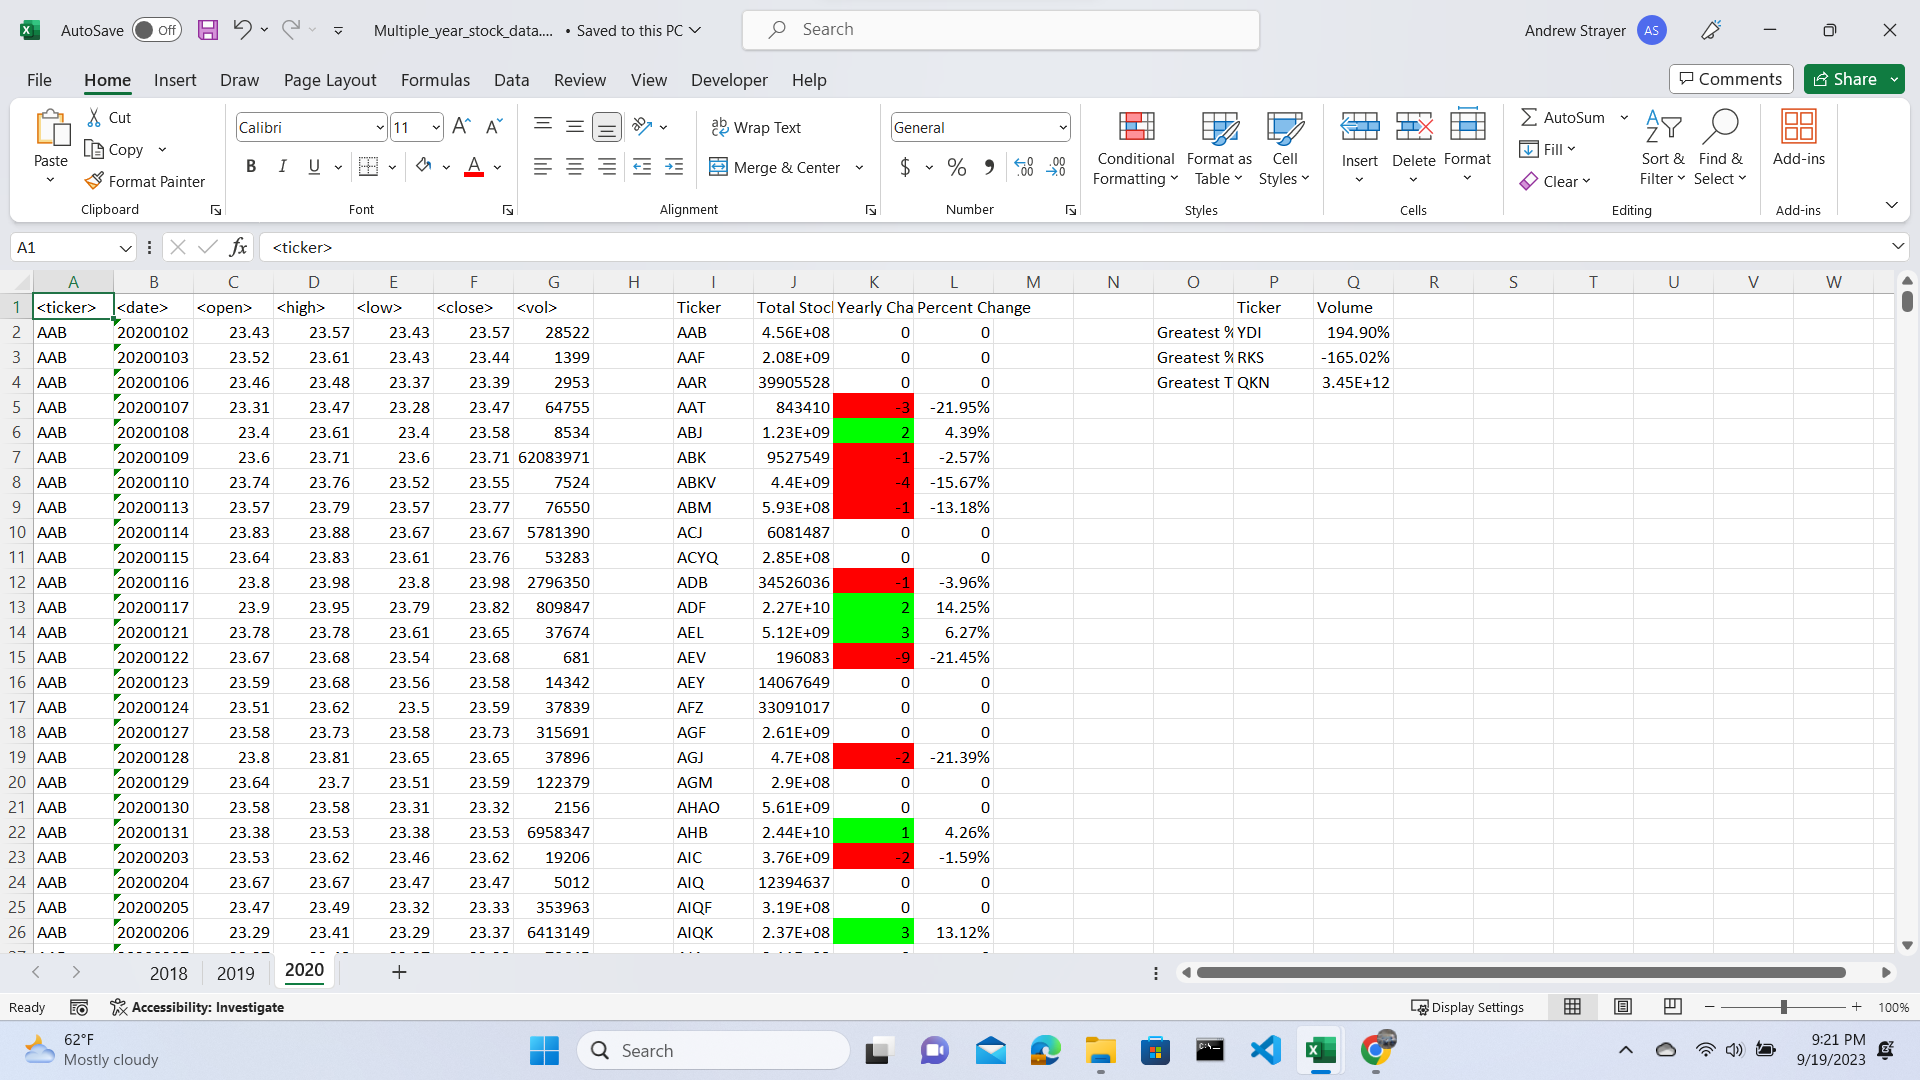 AutoSave Off Multiple_year_stock_data.... • Saved to this PC Search Andrew Strayer AS
File Home Insert Draw Page Layout Formulas Data Review View Developer Help Comments Share
Paste Cut Copy Format Painter Clipboard
Calibri 11 B I U A Font
Wrap Text Merge & Center Alignment
General $ % Number
Conditional Formatting Format as Table Cell Styles Styles
Insert Delete Format Cells
AutoSum Fill Clear Sort & Filter Find & Select Editing
Add-ins Add-ins
A1 fx <ticker>
A B C D E F G H I J K L M N O P Q R S T U V W
1 <ticker> <date> <open> <high> <low> <close> <vol> Ticker Total Stoc Yearly Cha Percent Change Ticker Volume
2 AAB 20200102 23.43 23.57 23.43 23.57 28522 AAB 4.56E+08 0 0 Greatest % YDI 194.90%
3 AAB 20200103 23.52 23.61 23.43 23.44 1399 AAF 2.08E+09 0 0 Greatest % RKS -165.02%
4 AAB 20200106 23.46 23.48 23.37 23.39 2953 AAR 39905528 0 0 Greatest T QKN 3.45E+12
5 AAB 20200107 23.31 23.47 23.28 23.47 64755 AAT 843410 -3 -21.95%
6 AAB 20200108 23.4 23.61 23.4 23.58 8534 ABJ 1.23E+09 2 4.39%
7 AAB 20200109 23.6 23.71 23.6 23.71 62083971 ABK 9527549 -1 -2.57%
8 AAB 20200110 23.74 23.76 23.52 23.55 7524 ABKV 4.4E+09 -4 -15.67%
9 AAB 20200113 23.57 23.79 23.57 23.77 76550 ABM 5.93E+08 -1 -13.18%
10 AAB 20200114 23.83 23.88 23.67 23.67 5781390 ACJ 6081487 0 0
11 AAB 20200115 23.64 23.83 23.61 23.76 53283 ACYQ 2.85E+08 0 0
12 AAB 20200116 23.8 23.98 23.8 23.98 2796350 ADB 34526036 -1 -3.96%
13 AAB 20200117 23.9 23.95 23.79 23.82 809847 ADF 2.27E+10 2 14.25%
14 AAB 20200121 23.78 23.78 23.61 23.65 37674 AEL 5.12E+09 3 6.27%
15 AAB 20200122 23.67 23.68 23.54 23.68 681 AEV 196083 -9 -21.45%
16 AAB 20200123 23.59 23.68 23.56 23.58 14342 AEY 14067649 0 0
17 AAB 20200124 23.51 23.62 23.5 23.59 37839 AFZ 33091017 0 0
18 AAB 20200127 23.58 23.73 23.58 23.73 315691 AGF 2.61E+09 0 0
19 AAB 20200128 23.8 23.81 23.65 23.65 37896 AGJ 4.7E+08 -2 -21.39%
20 AAB 20200129 23.64 23.7 23.51 23.59 122379 AGM 2.9E+08 0 0
21 AAB 20200130 23.58 23.58 23.31 23.32 2156 AHAO 5.61E+09 0 0
22 AAB 20200131 23.38 23.53 23.38 23.53 6958347 AHB 2.44E+10 1 4.26%
23 AAB 20200203 23.53 23.62 23.46 23.62 19206 AIC 3.76E+09 -2 -1.59%
24 AAB 20200204 23.67 23.67 23.47 23.47 5012 AIQ 12394637 0 0
25 AAB 20200205 23.47 23.49 23.32 23.33 353963 AIQF 3.19E+08 0 0
26 AAB 20200206 23.29 23.41 23.29 23.37 6413149 AIQK 2.37E+08 3 13.12%
2018 2019 2020 +
Ready Accessibility: Investigate Display Settings 100%
62°F Mostly cloudy Search 9:21 PM 9/19/2023